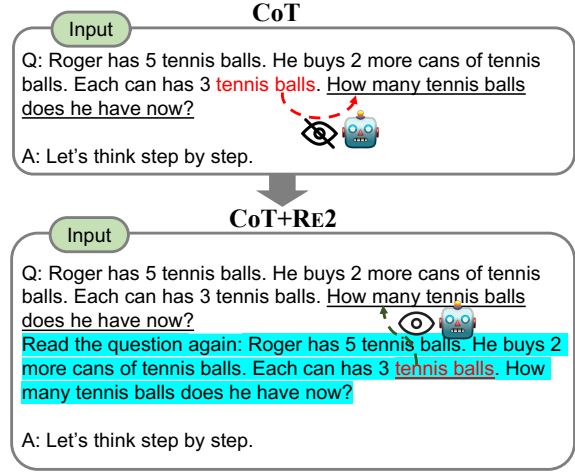 CoT
Input
Q: Roger has 5 tennis balls. He buys 2 more cans of tennis
balls. Each can has 3 tennis balls. How many tennis balls
does he have now?
A: Let’s think step by step.
CoT+RE2
Input
Q: Roger has 5 tennis balls. He buys 2 more cans of tennis
balls. Each can has 3 tennis balls. How many tennis balls
does he have now?
Read the question again: Roger has 5 tennis balls. He buys 2
more cans of tennis balls. Each can has 3 tennis balls. How
many tennis balls does he have now?
A: Let’s think step by step.